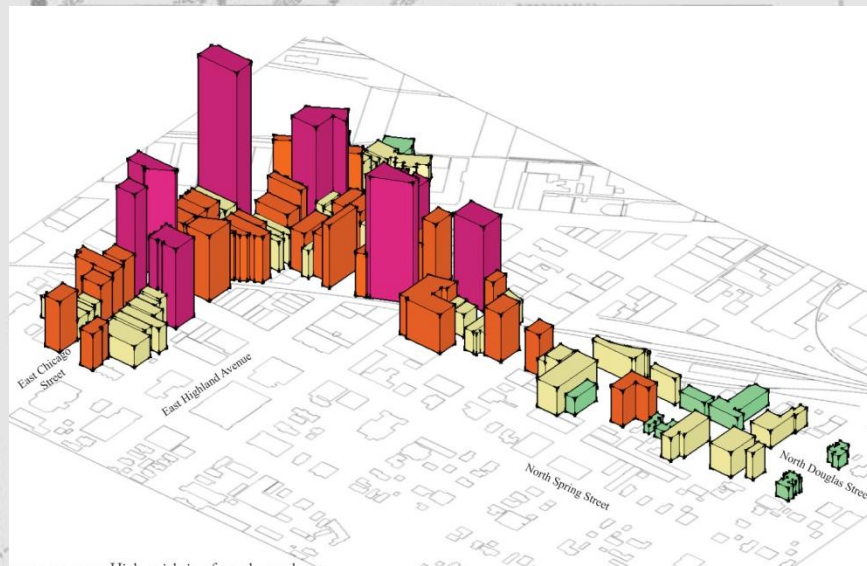 East Chicago
Street
East Highland Avenue
North Spring Street
North Douglas Stree